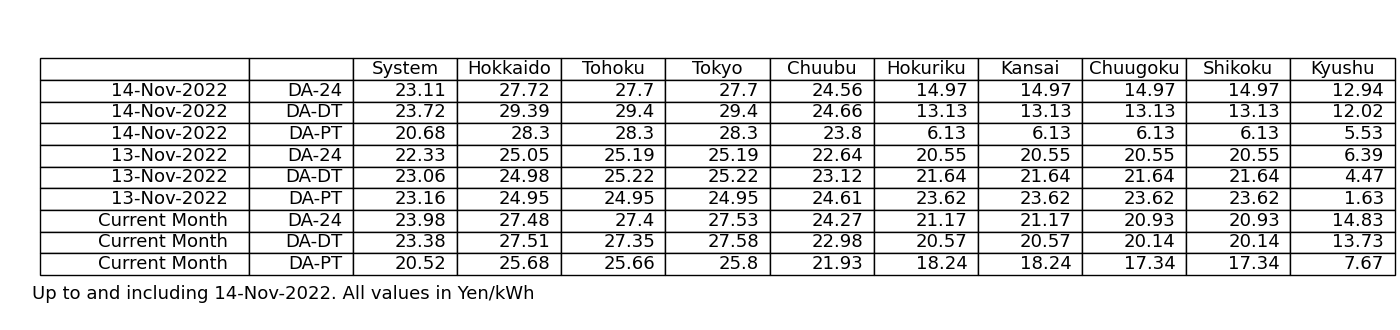 System Hokkaido Tohoku Tokyo Chuubu Hokuriku Kansai Chuugoku Shikoku Kyushu
14-Nov-2022 DA-24 23.11 27.72 27.7 27.7 24.56 14.97 14.97 14.97 14.97 12.94
14-Nov-2022 DA-DT 23.72 29.39 29.4 29.4 24.66 13.13 13.13 13.13 13.13 12.02
14-Nov-2022 DA-PT 20.68 28.3 28.3 28.3 23.8 6.13 6.13 6.13 6.13 5.53
13-Nov-2022 DA-24 22.33 25.05 25.19 25.19 22.64 20.55 20.55 20.55 20.55 6.39
13-Nov-2022 DA-DT 23.06 24.98 25.22 25.22 23.12 21.64 21.64 21.64 21.64 4.47
13-Nov-2022 DA-PT 23.16 24.95 24.95 24.95 24.61 23.62 23.62 23.62 23.62 1.63
Current Month DA-24 23.98 27.48 27.4 27.53 24.27 21.17 21.17 20.93 20.93 14.83
Current Month DA-DT 23.38 27.51 27.35 27.58 22.98 20.57 20.57 20.14 20.14 13.73
Current Month DA-PT 20.52 25.68 25.66 25.8 21.93 18.24 18.24 17.34 17.34 7.67
Up to and including 14-Nov-2022. All values in Yen/kWh